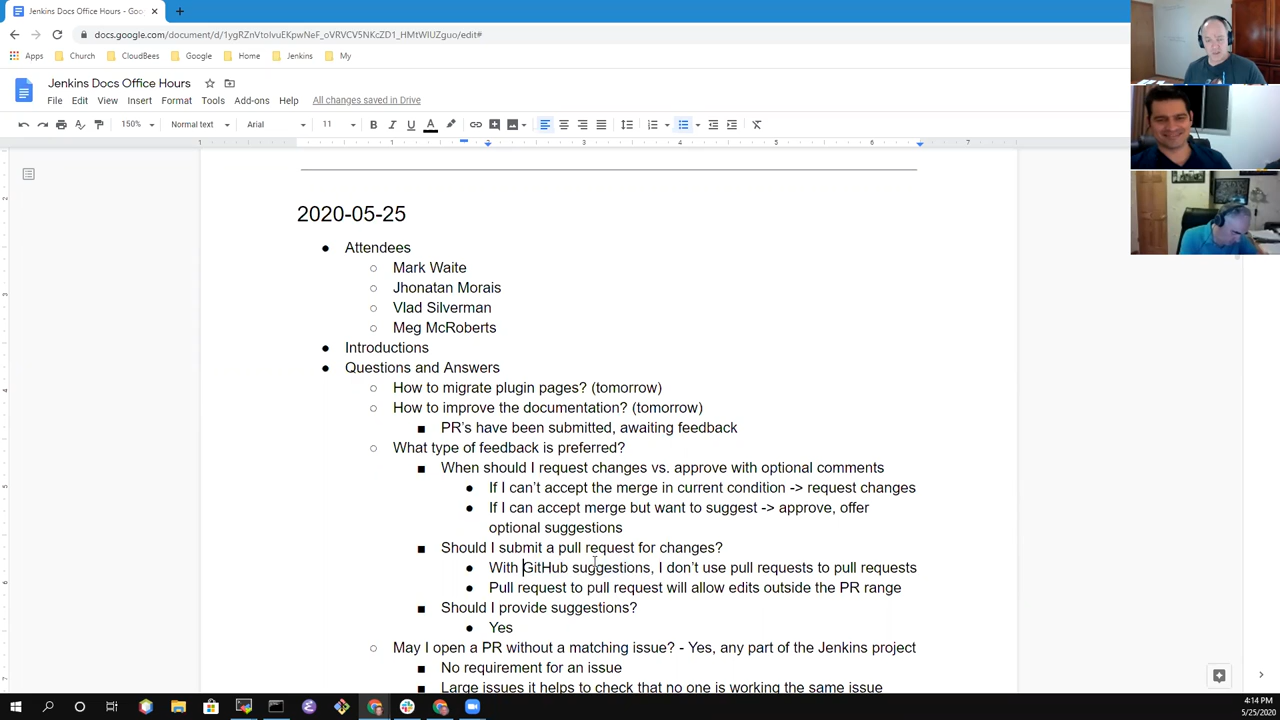 Jenkins Docs Office Hours - Goo
docs.google.com/document/d/1ygRZnVtoIvuEKpwNeF_oVRVCV5NKcZD1_HMtWIUZguo/edit#
Apps Church CloudBees Google Home Jenkins My
Jenkins Docs Office Hours
File Edit View Insert Format Tools Add-ons Help All changes saved in Drive
150% Normal text Arial 11 B I U A
1 1 2 3 4 5 6 7
2020-05-25
Attendees
Mark Waite
Jhonatan Morais
Vlad Silverman
Meg McRoberts
Introductions
Questions and Answers
How to migrate plugin pages? (tomorrow)
How to improve the documentation? (tomorrow)
PR's have been submitted, awaiting feedback
What type of feedback is preferred?
When should I request changes vs. approve with optional comments
If I can't accept the merge in current condition -> request changes
If I can accept merge but want to suggest -> approve, offer
optional suggestions
Should I submit a pull request for changes?
With GitHub suggestions, I don't use pull requests to pull requests
Pull request to pull request will allow edits outside the PR range
Should I provide suggestions?
Yes
May I open a PR without a matching issue? - Yes, any part of the Jenkins project
No requirement for an issue
Large issues it helps to check that no one is working the same issue
4:14 PM
5/25/2020